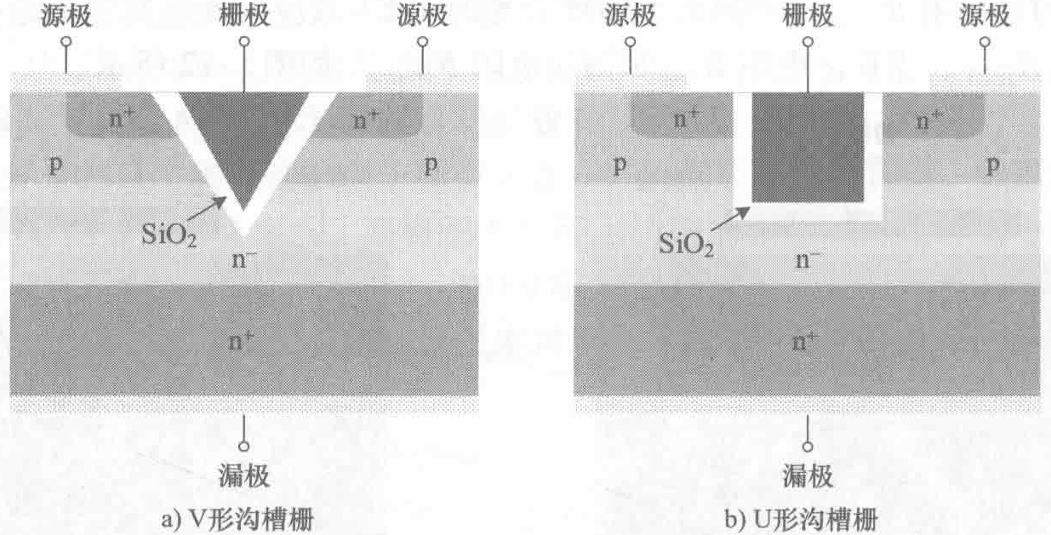 源极 栅极 源极 源极 栅极 源极
n⁺ n⁺ n⁺ n⁺
p p p p
SiO₂ SiO₂
n⁻ n⁻
n⁺ n⁺
漏极 漏极
a) V形沟槽栅 b) U形沟槽栅